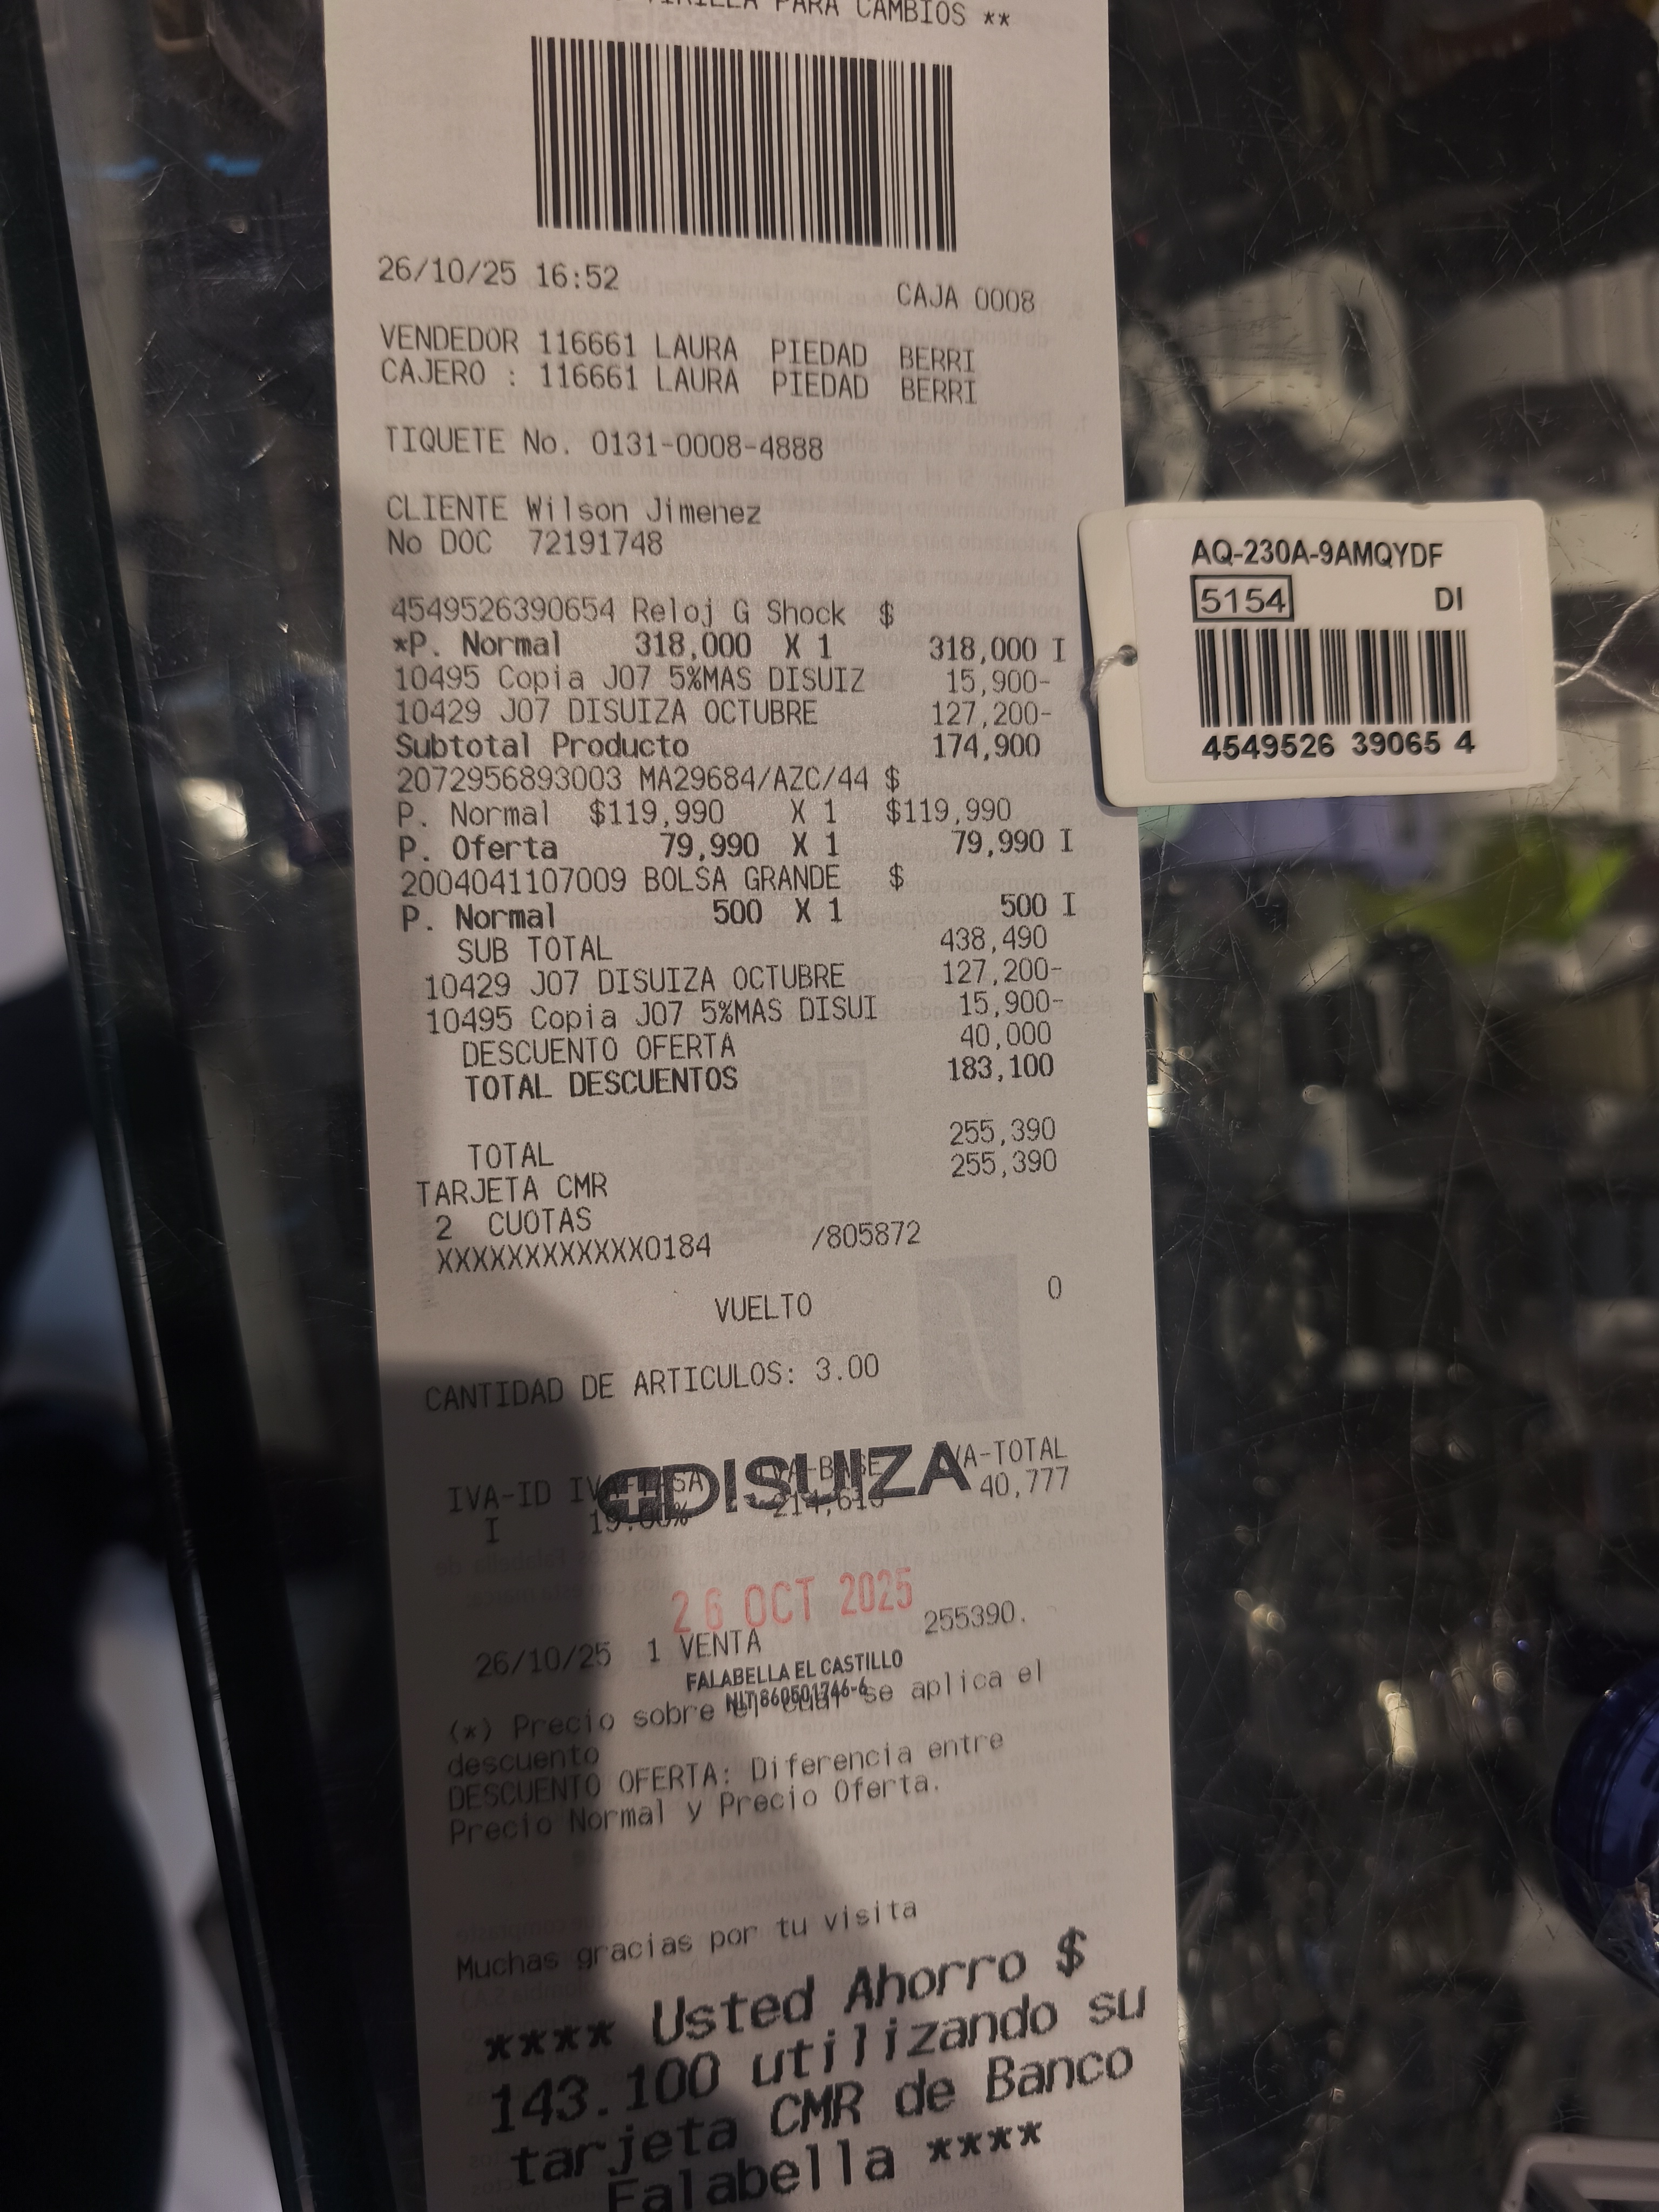 PARA CAMBIOS **
26/10/25 16:52 CAJA 0008
VENDEDOR 116661 LAURA PIEDAD BERRI
CAJERO : 116661 LAURA PIEDAD BERRI
TIQUETE No. 0131-0008-4888
CLIENTE Wilson Jimenez
No DOC 72191748
4549526390654 Reloj G Shock $
*P. Normal 318,000 X 1 318,000 I
10495 Copia J07 5%MAS DISUIZ 15,900-
10429 J07 DISUIZA OCTUBRE 127,200-
Subtotal Producto 174,900
2072956893003 MA29684/AZC/44 $
P. Normal $119,990 X 1 $119,990
P. Oferta 79,990 X 1 79,990 I
2004041107009 BOLSA GRANDE $
P. Normal 500 X 1 500 I
SUB TOTAL 438,490
10429 J07 DISUIZA OCTUBRE 127,200-
10495 Copia J07 5%MAS DISUI 15,900-
DESCUENTO OFERTA 40,000
TOTAL DESCUENTOS 183,100
TOTAL 255,390
TARJETA CMR 255,390
2 CUOTAS
XXXXXXXXXXXX0184 /805872
VUELTO 0
CANTIDAD DE ARTICULOS: 3.00
IVA-ID IVA-TOTAL
I 40,777
DISUIZA
26 OCT 2025
26/10/25 1 VENTA 255390.
FALABELLA EL CASTILLO
NIT 860501746-6
(*) Precio sobre el cual se aplica el
descuento
DESCUENTO OFERTA: Diferencia entre
Precio Normal y Precio Oferta.
Muchas gracias por tu visita
**** Usted Ahorro $
143.100 utilizando su
tarjeta CMR de Banco
Falabella ****
AQ-230A-9AMQYDF
5154 DI
4549526 39065 4